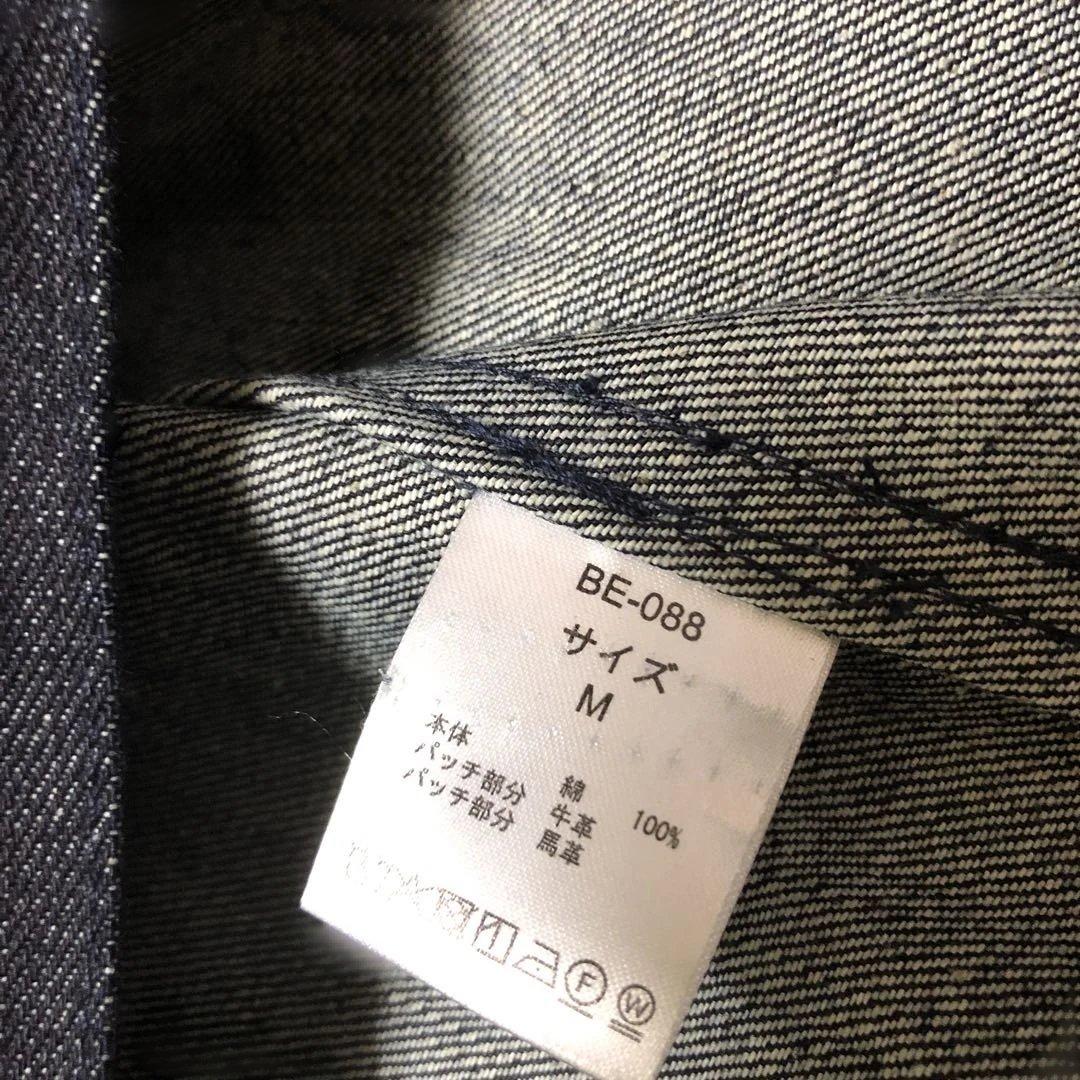 BE-088
サイズ
M
本体 綿 100%
パッチ部分 牛革
パッチ部分 馬革
F W